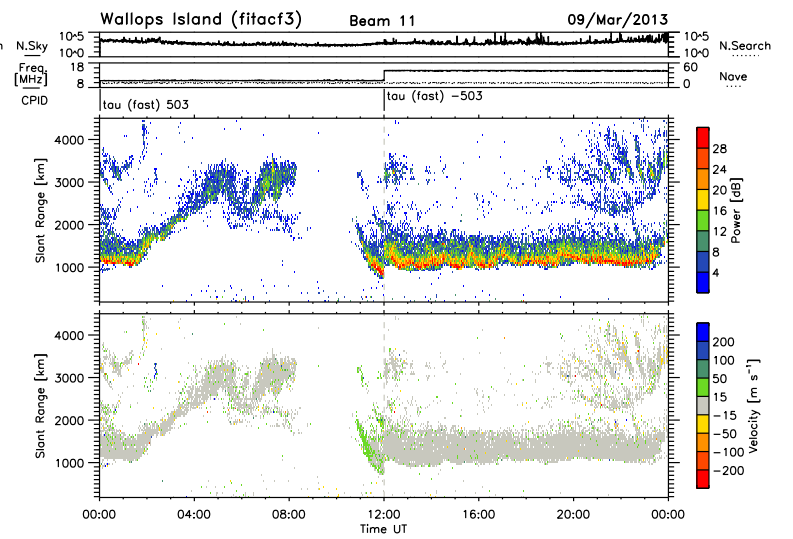 Wallops Island (fitacf3) Beam 11 09/Mar/2013
n N.Sky 10^5 10^0 10^5 10^0 N.Search
Freq. [MHz] 18 8 60 0 Nave
CPID tau (fast) 503 tau (fast) −503
Slant Range [km]
4000
3000
2000
1000
Power [dB]
28
24
20
16
12
8
4
Slant Range [km]
4000
3000
2000
1000
Velocity [m s⁻¹]
200
100
50
15
−15
−50
−100
−200
00:00 04:00 08:00 12:00 16:00 20:00 00:00
Time UT